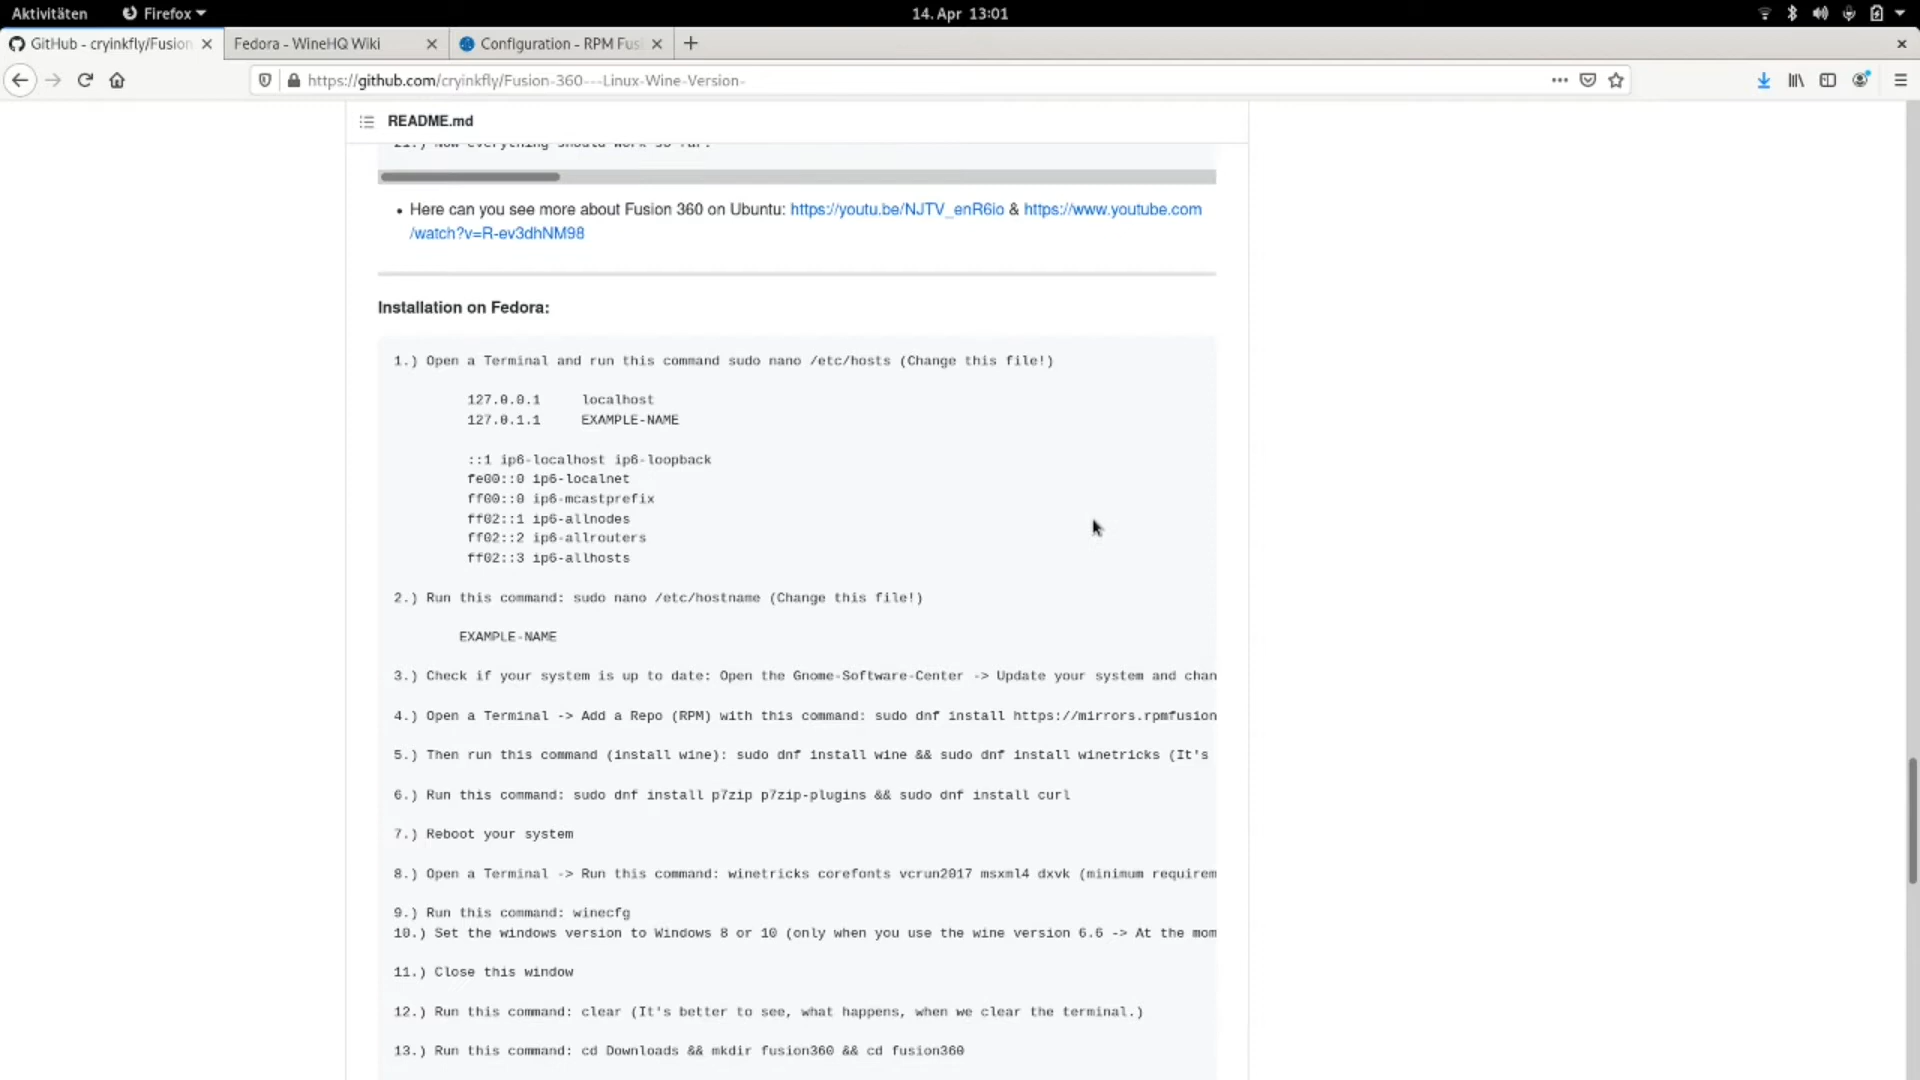 Aktivitäten Firefox 14. Apr 13:01
GitHub - cryinkfly/Fusion Fedora - WineHQ Wiki Configuration - RPM Fus
https://github.com/cryinkfly/Fusion-360---Linux-Wine-Version-
README.md
21.) Now everything should work so far.
• Here can you see more about Fusion 360 on Ubuntu: https://youtu.be/NJTV_enR6io & https://www.youtube.com
/watch?v=R-ev3dhNM98
Installation on Fedora:
1.) Open a Terminal and run this command sudo nano /etc/hosts (Change this file!)
127.0.0.1 localhost
127.0.1.1 EXAMPLE-NAME
::1 ip6-localhost ip6-loopback
fe00::0 ip6-localnet
ff00::0 ip6-mcastprefix
ff02::1 ip6-allnodes
ff02::2 ip6-allrouters
ff02::3 ip6-allhosts
2.) Run this command: sudo nano /etc/hostname (Change this file!)
EXAMPLE-NAME
3.) Check if your system is up to date: Open the Gnome-Software-Center -> Update your system and chan
4.) Open a Terminal -> Add a Repo (RPM) with this command: sudo dnf install https://mirrors.rpmfusion
5.) Then run this command (install wine): sudo dnf install wine && sudo dnf install winetricks (It's
6.) Run this command: sudo dnf install p7zip p7zip-plugins && sudo dnf install curl
7.) Reboot your system
8.) Open a Terminal -> Run this command: winetricks corefonts vcrun2017 msxml4 dxvk (minimum requirem
9.) Run this command: winecfg
10.) Set the windows version to Windows 8 or 10 (only when you use the wine version 6.6 -> At the mom
11.) Close this window
12.) Run this command: clear (It's better to see, what happens, when we clear the terminal.)
13.) Run this command: cd Downloads && mkdir fusion360 && cd fusion360